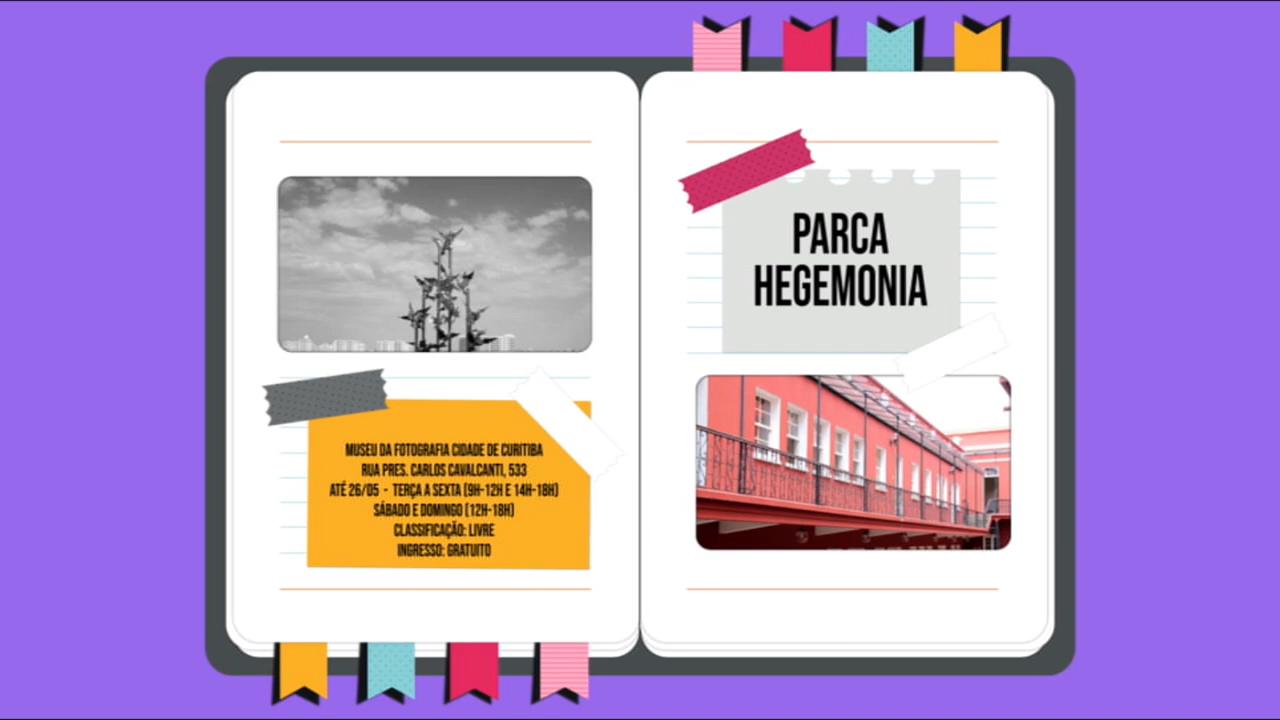 MUSEU DA FOTOGRAFIA CIDADE DE CURITIBA
RUA PRES. CARLOS CAVALCANTI, 533
ATÉ 26/05 - TERÇA A SEXTA (9H-12H E 14H-18H)
SÁBADO E DOMINGO (12H-18H)
CLASSIFICAÇÃO: LIVRE
INGRESSO: GRATUITO
PARCA
HEGEMONIA